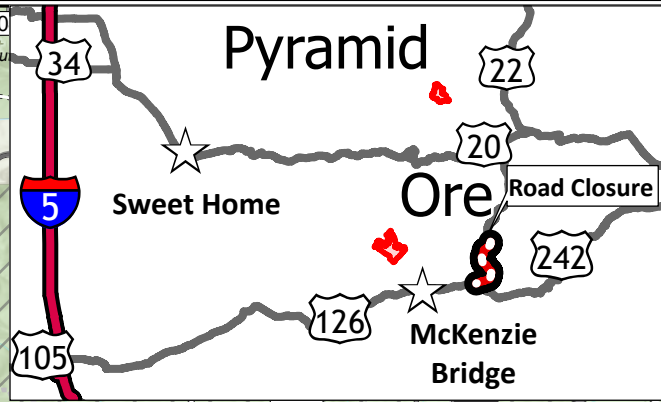 Pyramid
34
22
20
Ore
Road Closure
5
Sweet Home
242
126
McKenzie
Bridge
105